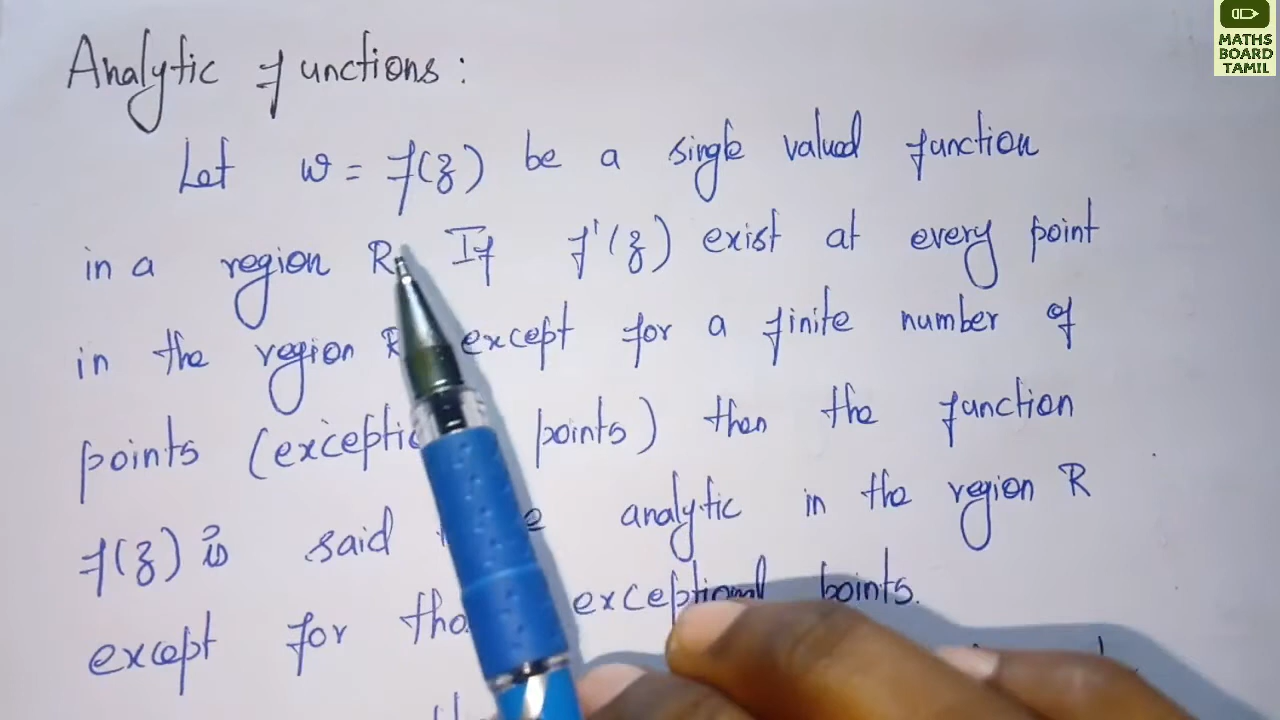 MATHS
BOARD
TAMIL
Analytic functions:
Let w = f(z) be a single valued function
in a region R. If f'(z) exist at every point
in the region R except for a finite number of
points ( points) then the function
f(z) is said analytic in the region R
except for exceptional points.